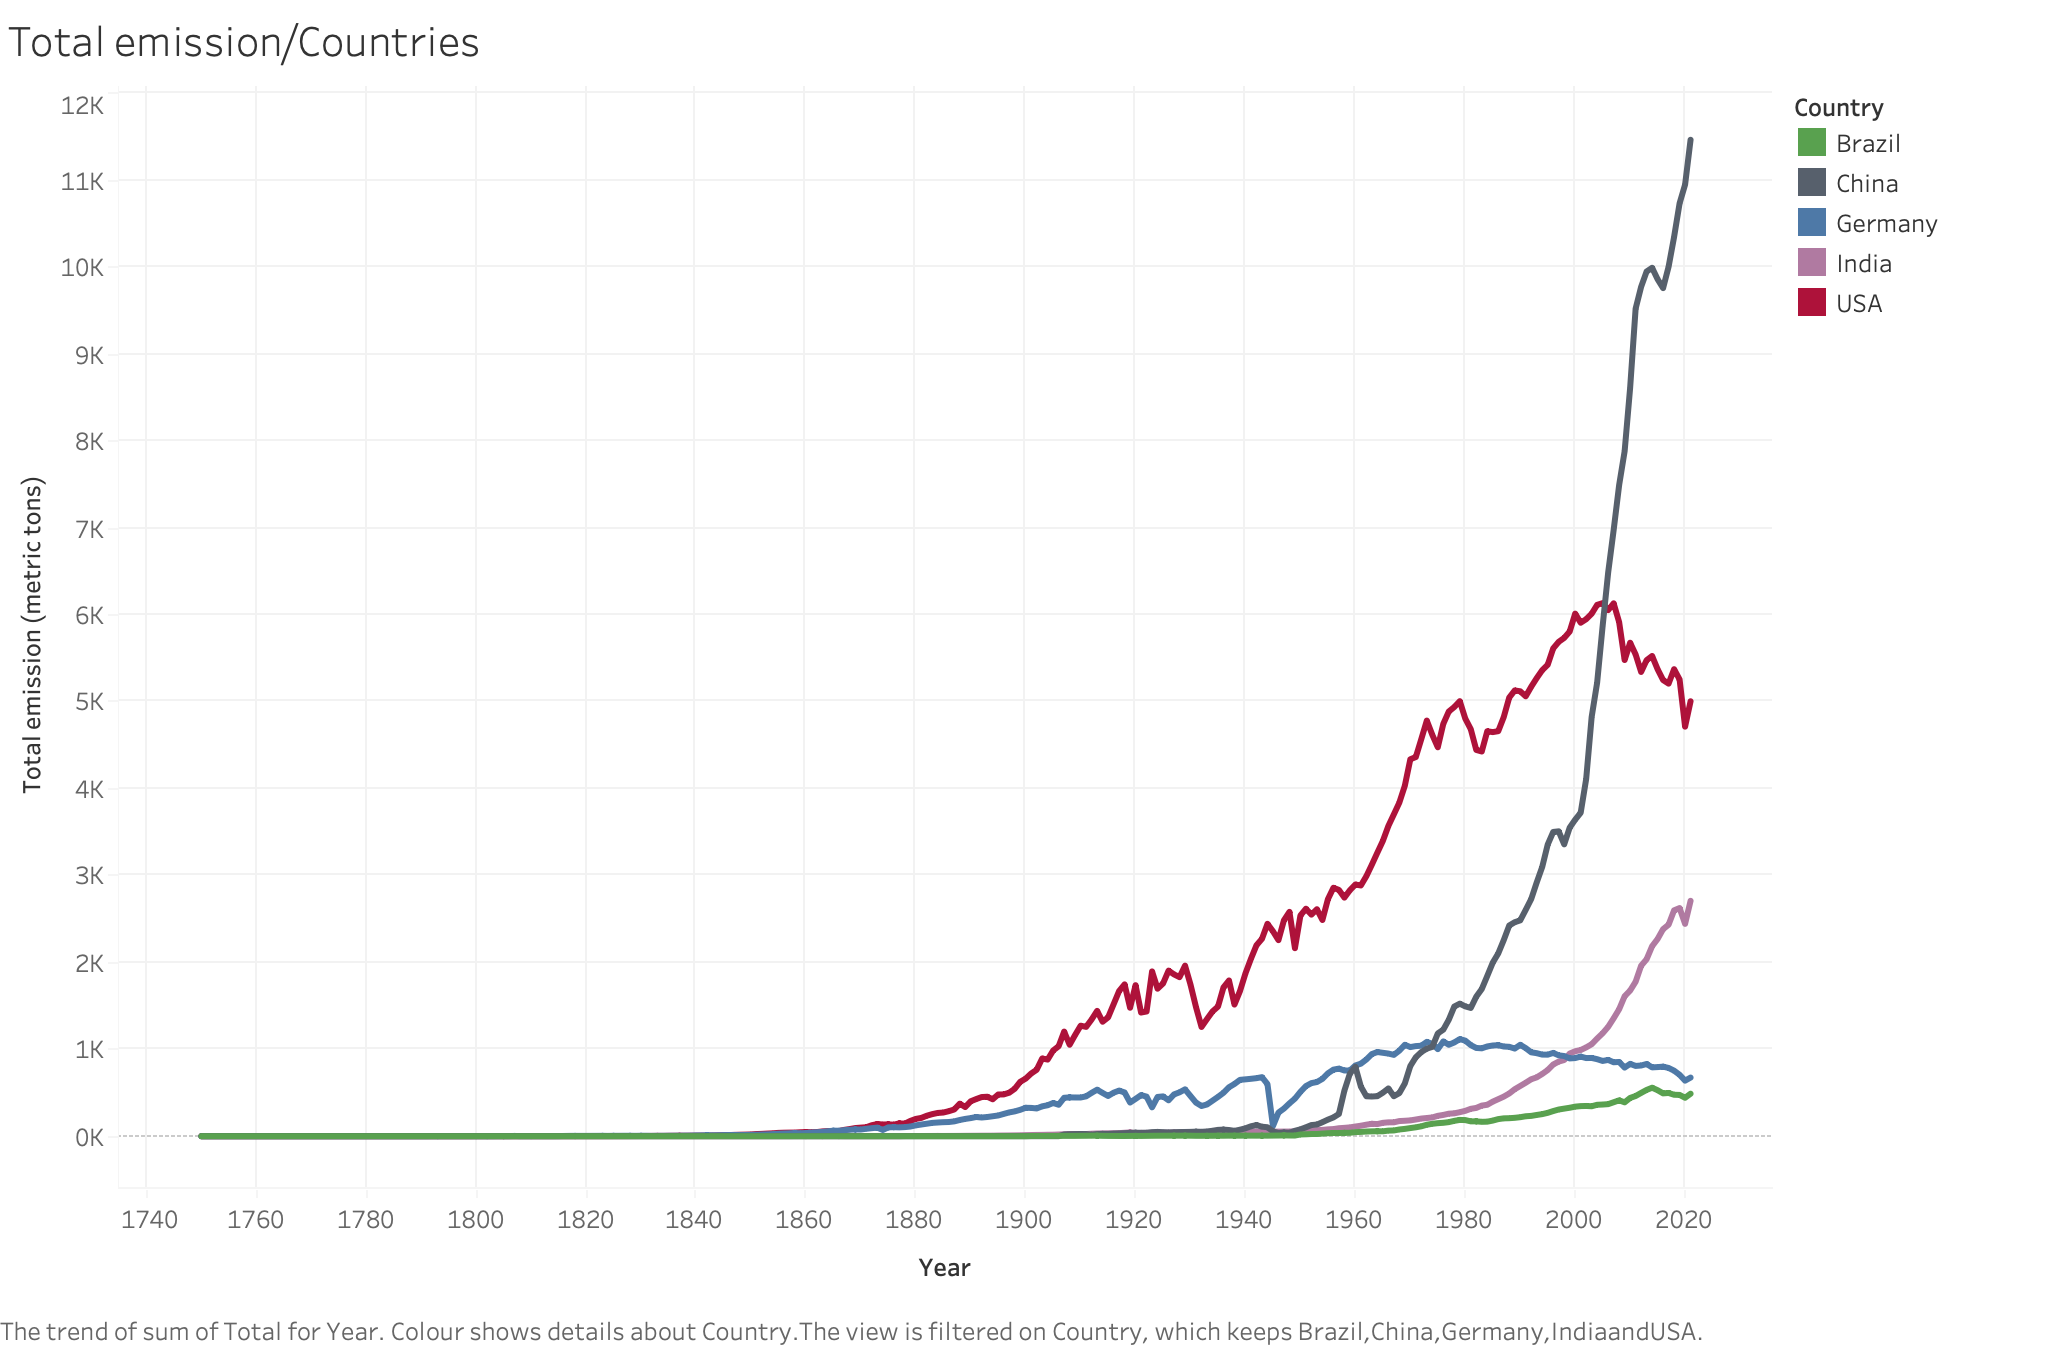 Total emission/Countries
12K
11K
10K
9K
8K
7K
6K
5K
4K
3K
2K
1K
0K
Total emission (metric tons)
1740 1760 1780 1800 1820 1840 1860 1880 1900 1920 1940 1960 1980 2000 2020
Year
Country
Brazil
China
Germany
India
USA
The trend of sum of Total for Year. Colour shows details about Country.The view is filtered on Country, which keeps Brazil,China,Germany,IndiaandUSA.